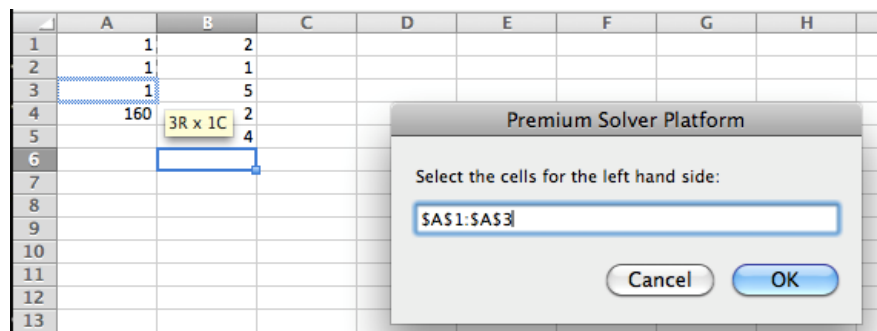 A B C D E F G H
1 1 2
2 1 1
3 1 5
4 160 2
3R x 1C
5 4
6
7
8
9
10
11
12
13
Premium Solver Platform
Select the cells for the left hand side:
$A$1:$A$3
Cancel OK